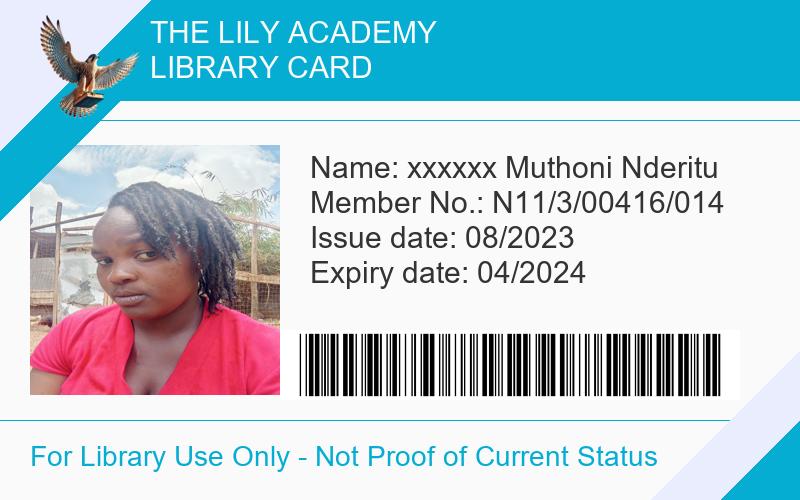 THE LILY ACADEMY
LIBRARY CARD
Name: xxxxxx Muthoni Nderitu
Member No.: N11/3/00416/014
Issue date: 08/2023
Expiry date: 04/2024
For Library Use Only - Not Proof of Current Status